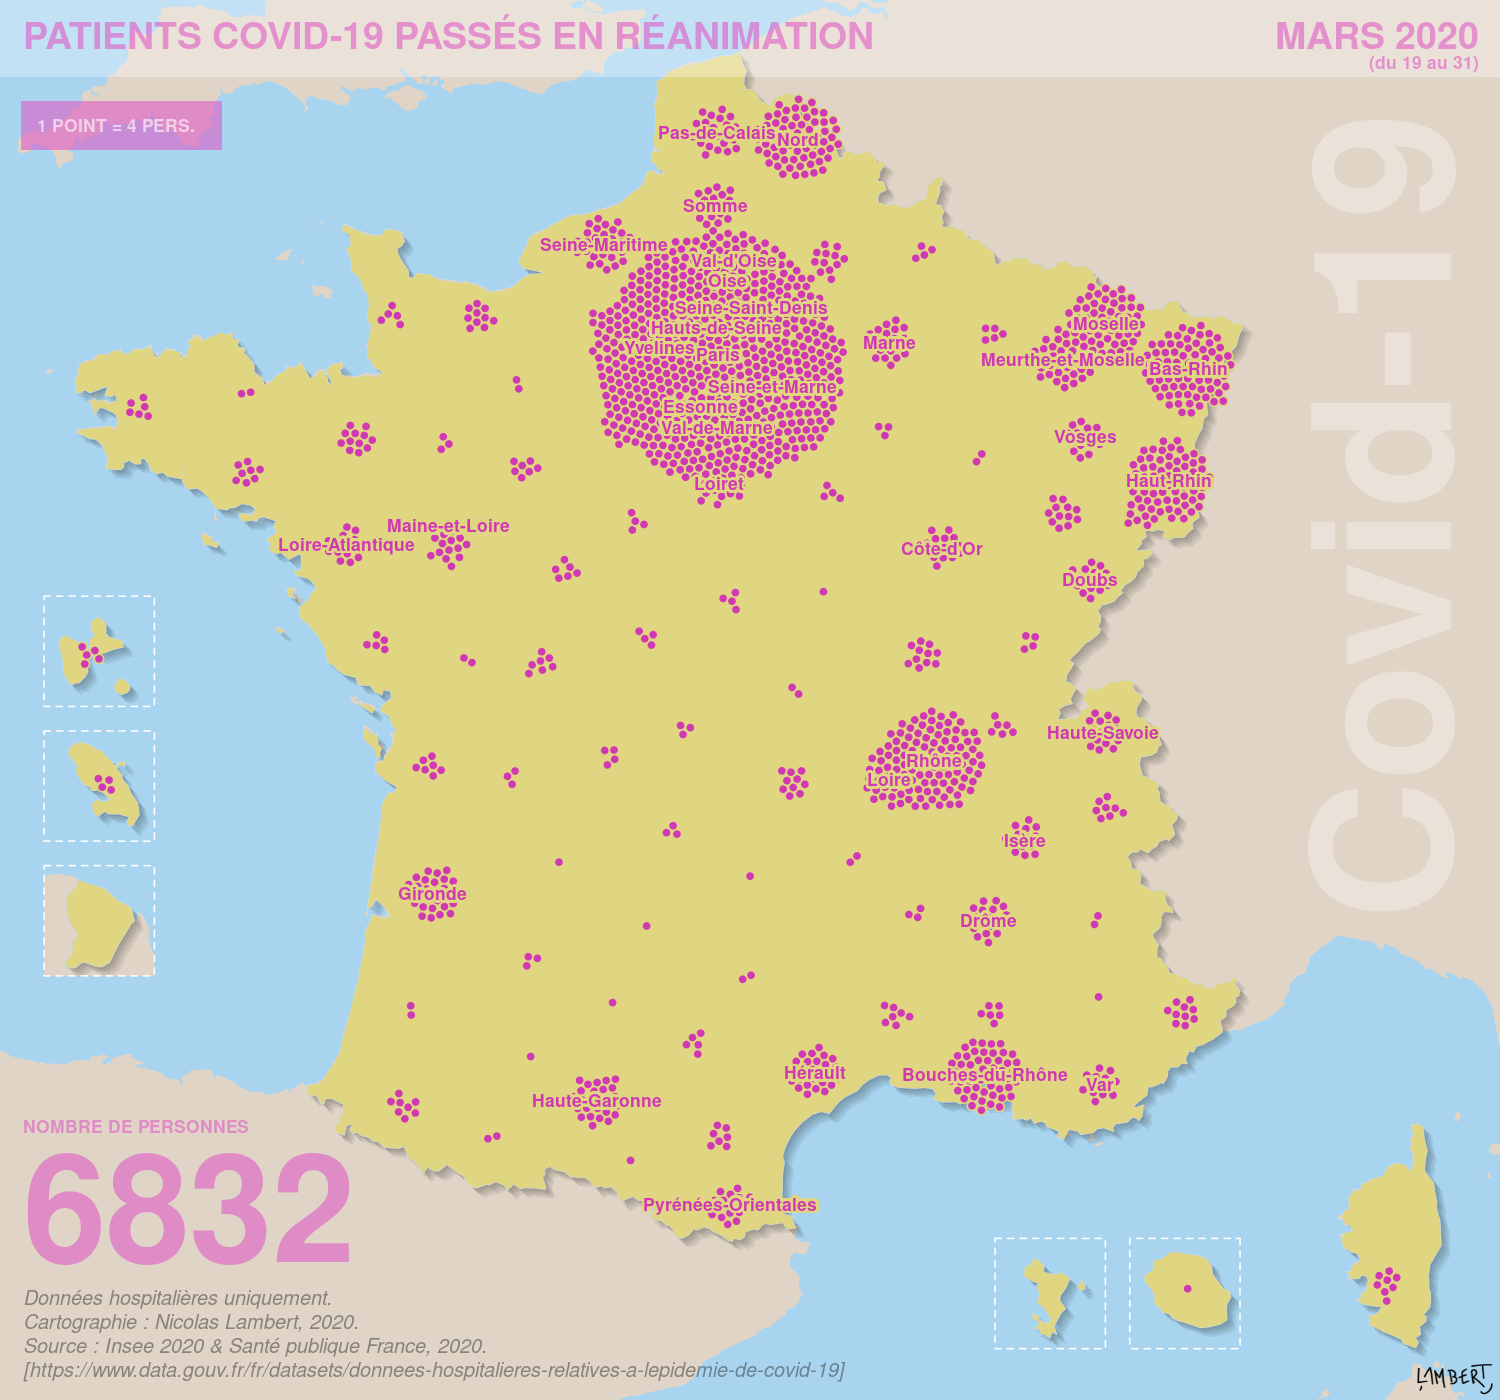 PATIENTS COVID-19 PASSÉS EN RÉANIMATION
MARS 2020
(du 19 au 31)
1 POINT = 4 PERS.
Covid-19
Pas-de-Calais
Nord
Somme
Seine-Maritime
Val-d'Oise
Oise
Seine-Saint-Denis
Hauts-de-Seine
Yvelines
Paris
Seine-et-Marne
Essonne
Val-de-Marne
Loiret
Marne
Moselle
Meurthe-et-Moselle
Bas-Rhin
Vosges
Haut-Rhin
Maine-et-Loire
Loire-Atlantique
Côte-d'Or
Doubs
Haute-Savoie
Rhône
Loire
Isère
Gironde
Drôme
Hérault
Bouches-du-Rhône
Var
Haute-Garonne
Pyrénées-Orientales
NOMBRE DE PERSONNES
6832
Données hospitalières uniquement.
Cartographie : Nicolas Lambert, 2020.
Source : Insee 2020 & Santé publique France, 2020.
[https://www.data.gouv.fr/fr/datasets/donnees-hospitalieres-relatives-a-lepidemie-de-covid-19]
LAMBERT